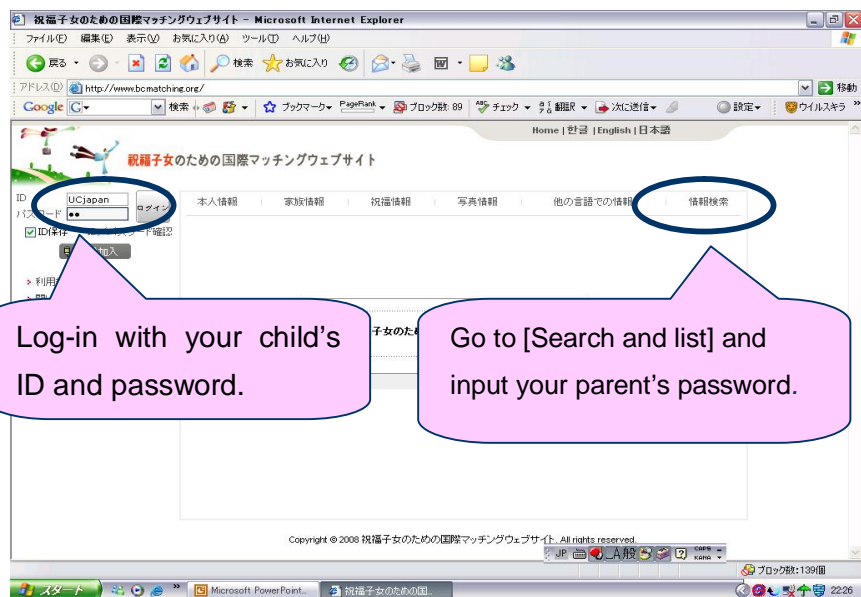 祝福子女のための国際マッチングウェブサイト - Microsoft Internet Explorer
ファイル(F) 編集(E) 表示(V) お気に入り(A) ツール(T) ヘルプ(H)
戻る 検索 お気に入り
アドレス(D) http://www.bcmatching.org/ 移動
Google 検索 ブックマーク PageRank ブロック数: 89 チェック 翻訳 次に送信 設定 ウイルスキラ
Home | 한글 | English | 日本語
祝福子女のための国際マッチングウェブサイト
ID UCjapan ログイン
パスワード ●●
ID保存
加入
本人情報 家族情報 祝福情報 写真情報 他の言語での情報 情報検索
Log-in with your child's
ID and password.
Go to [Search and list] and
input your parent's password.
Copyright © 2008 祝福子女のための国際マッチングウェブサイト. All rights reserved.
JP A般 CAPS KANA
ブロック数:139個
スタート Microsoft PowerPoint... 祝福子女のための国... 22:26